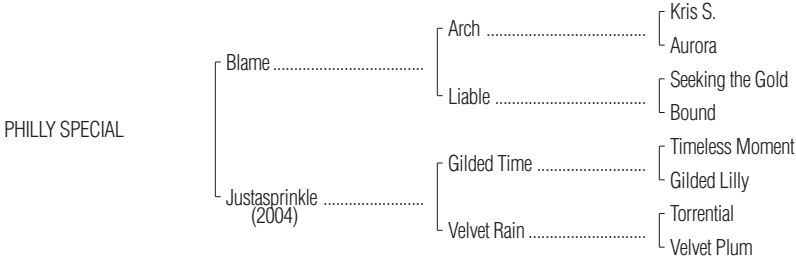 Kris S.
Arch ......................................
Aurora
Blame ....................................
Seeking the Gold
Liable ....................................
Bound
PHILLY SPECIAL
Timeless Moment
Gilded Time ..........................
Gilded Lilly
Justasprinkle ........................
(2004)
Torrential
Velvet Rain ............................
Velvet Plum